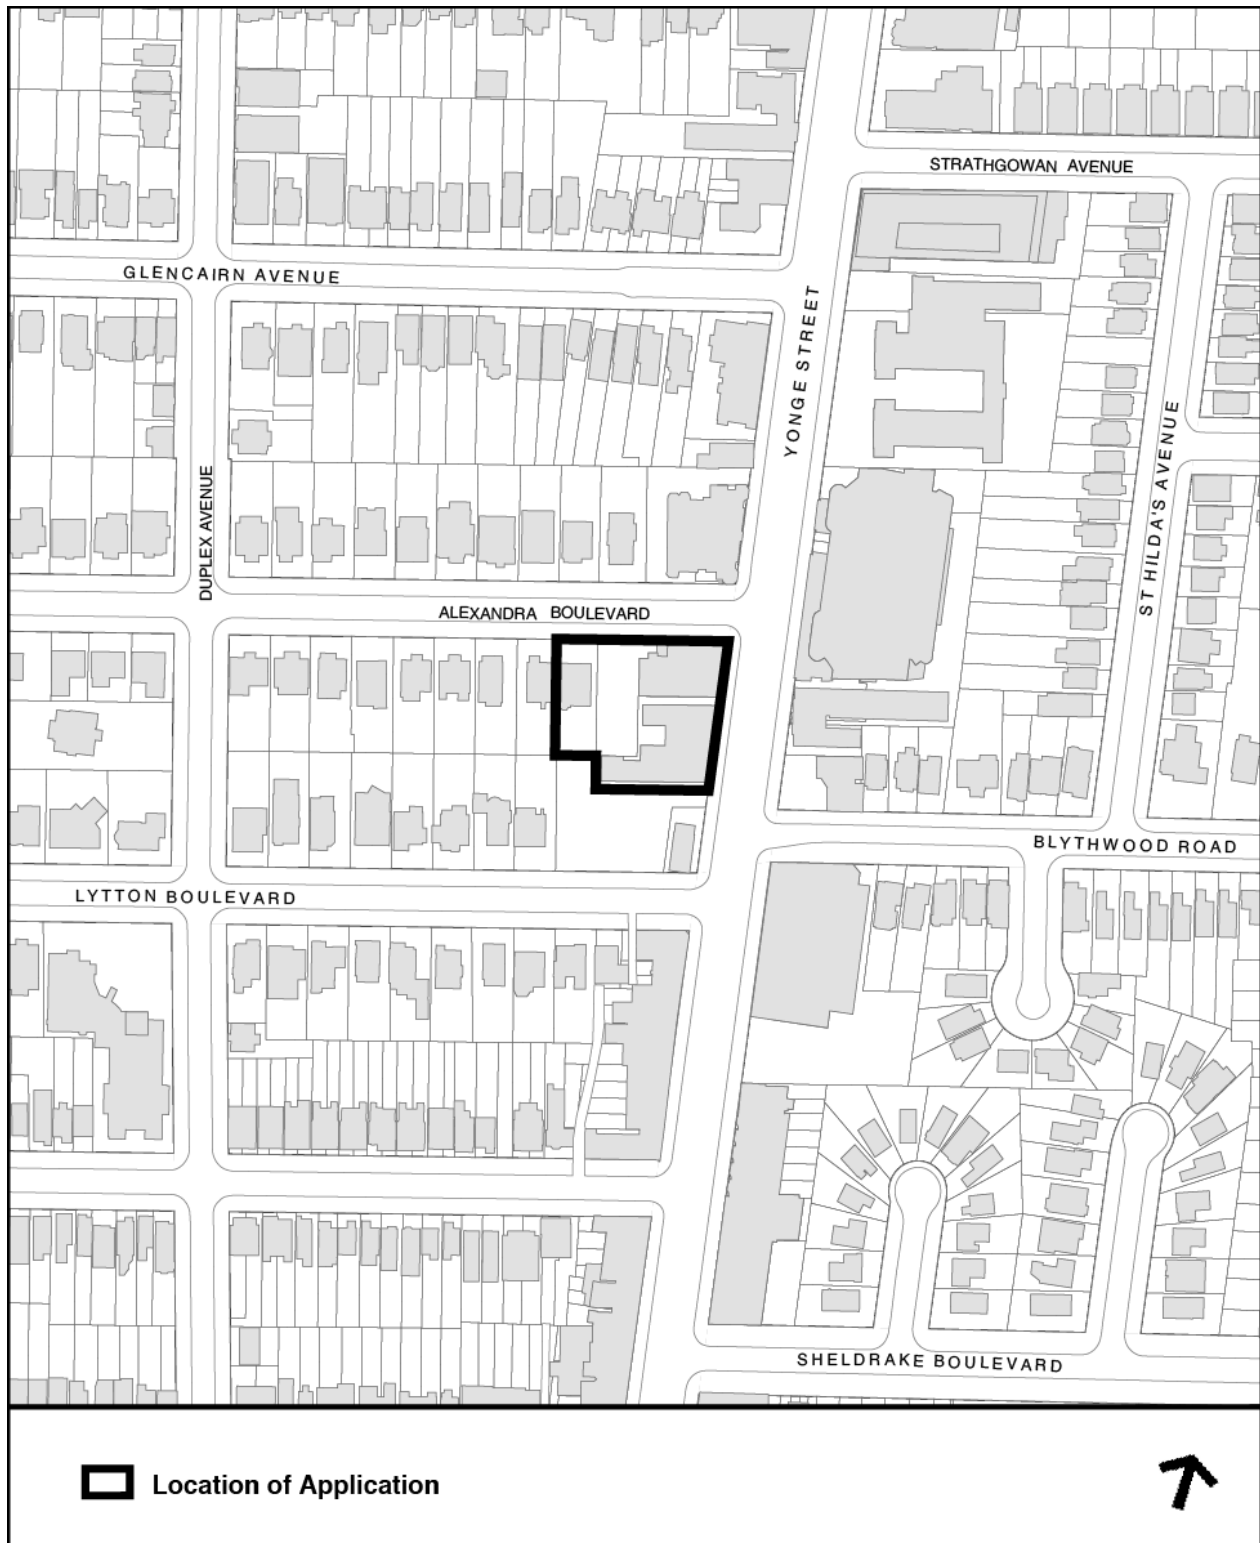 STRATHGOWAN AVENUE
GLENCAIRN AVENUE
YONGE STREET
DUPLEX AVENUE
ST HILDA'S AVENUE
ALEXANDRA BOULEVARD
BLYTHWOOD ROAD
LYTTON BOULEVARD
SHELDRAKE BOULEVARD
Location of Application